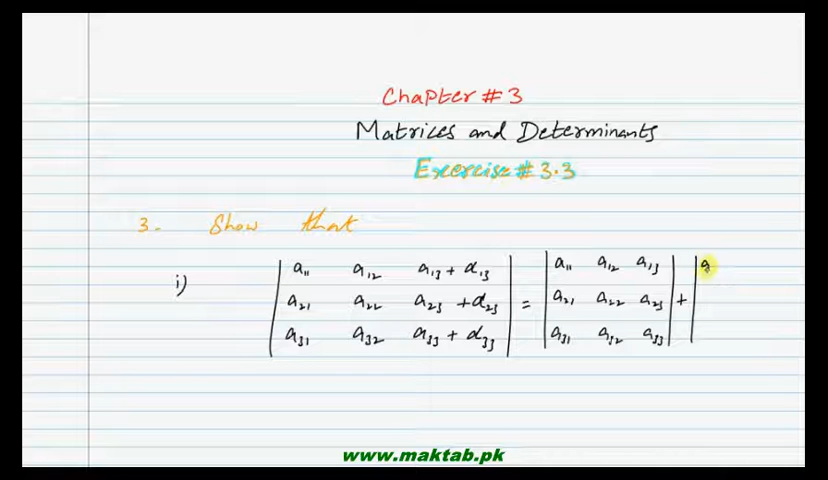 Chapter # 3
Matrices and Determinants
Exercise # 3.3
3. Show that
i) | a₁₁ a₁₂ a₁₃ + α₁₃ | = | a₁₁ a₁₂ a₁₃ | + | a
| a₂₁ a₂₂ a₂₃ + α₂₃ | | a₂₁ a₂₂ a₂₃ | |
| a₃₁ a₃₂ a₃₃ + α₃₃ | | a₃₁ a₃₂ a₃₃ | |
www.maktab.pk